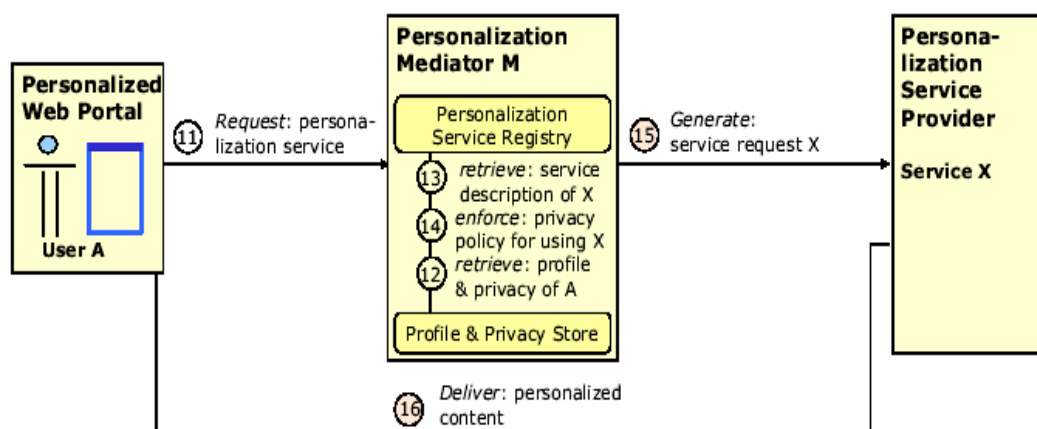 Personalized
Web Portal
User A
11
Request: persona-
lization service
Personalization
Mediator M
Personalization
Service Registry
13
retrieve: service
description of X
14
enforce: privacy
policy for using X
12
retrieve: profile
& privacy of A
Profile & Privacy Store
15
Generate:
service request X
Persona-
lization
Service
Provider
Service X
16
Deliver: personalized
content